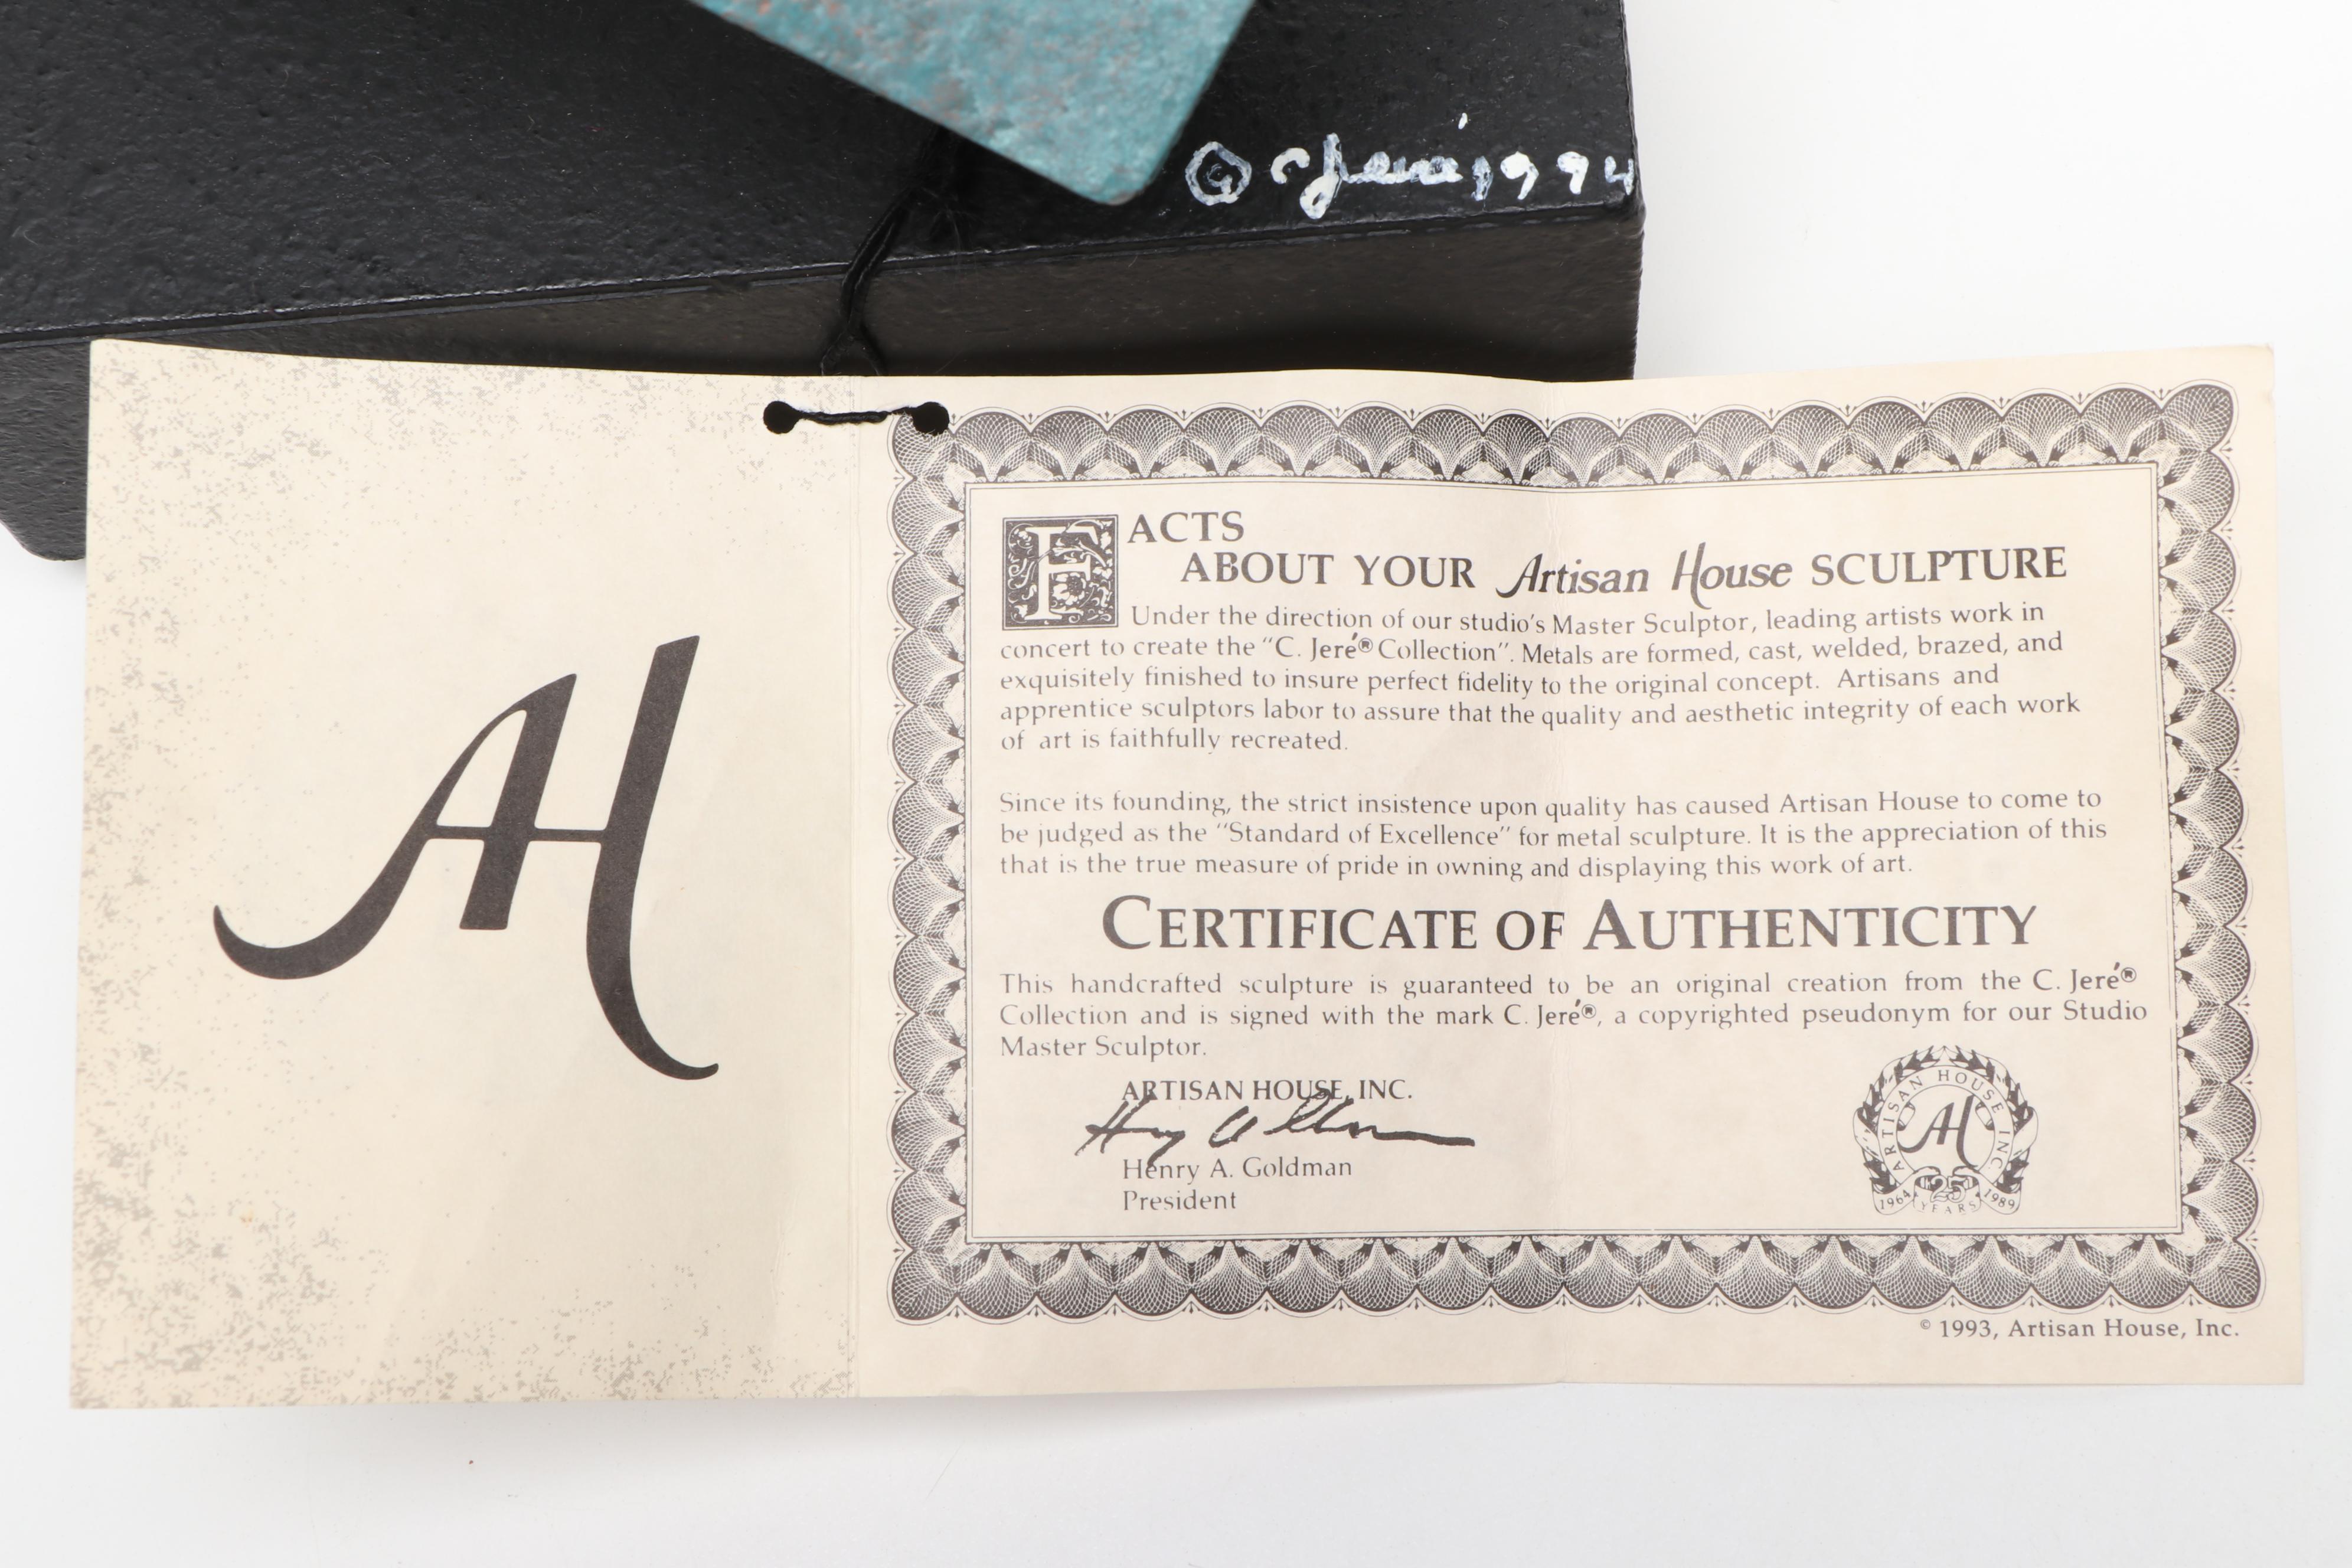 © C. Jeré 1994
AH
FACTS
ABOUT YOUR Artisan House SCULPTURE
Under the direction of our studio's Master Sculptor, leading artists work in
concert to create the "C. Jeré® Collection". Metals are formed, cast, welded, brazed, and
exquisitely finished to insure perfect fidelity to the original concept. Artisans and
apprentice sculptors labor to assure that the quality and aesthetic integrity of each work
of art is faithfully recreated.
Since its founding, the strict insistence upon quality has caused Artisan House to come to
be judged as the "Standard of Excellence" for metal sculpture. It is the appreciation of this
that is the true measure of pride in owning and displaying this work of art.
CERTIFICATE OF AUTHENTICITY
This handcrafted sculpture is guaranteed to be an original creation from the C. Jeré®
Collection and is signed with the mark C. Jeré®, a copyrighted pseudonym for our Studio
Master Sculptor.
ARTISAN HOUSE, INC.
Henry A. Goldman
President
ARTISAN HOUSE INC
AH
1964 25 1989
YEARS
© 1993, Artisan House, Inc.